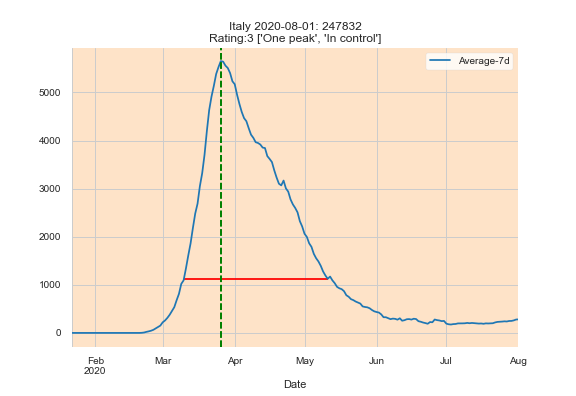 Italy 2020-08-01: 247832
Rating:3 ['One peak', 'In control']
Average-7d
5000
4000
3000
2000
1000
0
Feb
2020
Mar
Apr
May
Jun
Jul
Aug
Date